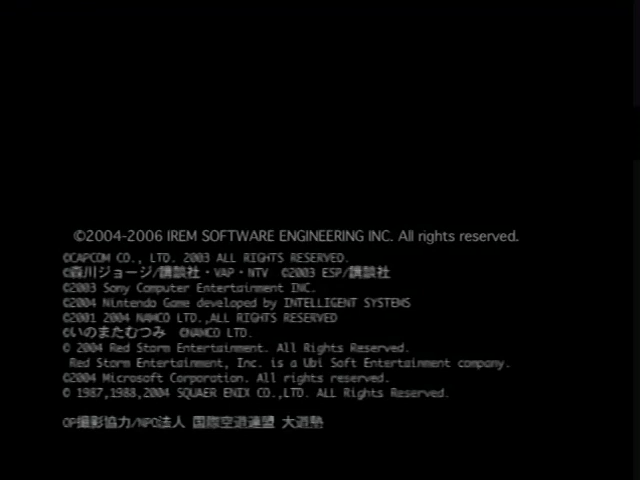 ©2004-2006 IREM SOFTWARE ENGINEERING INC. All rights reserved.
©CAPCOM CO., LTD. 2003 ALL RIGHTS RESERVED.
©森川ジョージ/講談社・VAP・NTV ©2003 ESP/講談社
©2003 Sony Computer Entertainment INC.
©2004 Nintendo Game developed by INTELLIGENT SYSTEMS
©2001 2004 NAMCO LTD.,ALL RIGHTS RESERVED
©いのまたむつみ ©NAMCO LTD.
© 2004 Red Storm Entertainment. All Rights Reserved.
Red Storm Entertainment, Inc. is a Ubi Soft Entertainment company.
©2004 Microsoft Corporation. All rights reserved.
© 1987,1988,2004 SQUAER ENIX CO.,LTD. ALL Rights Reserved.
OP撮影協力/NPO法人 国際空道連盟 大道塾